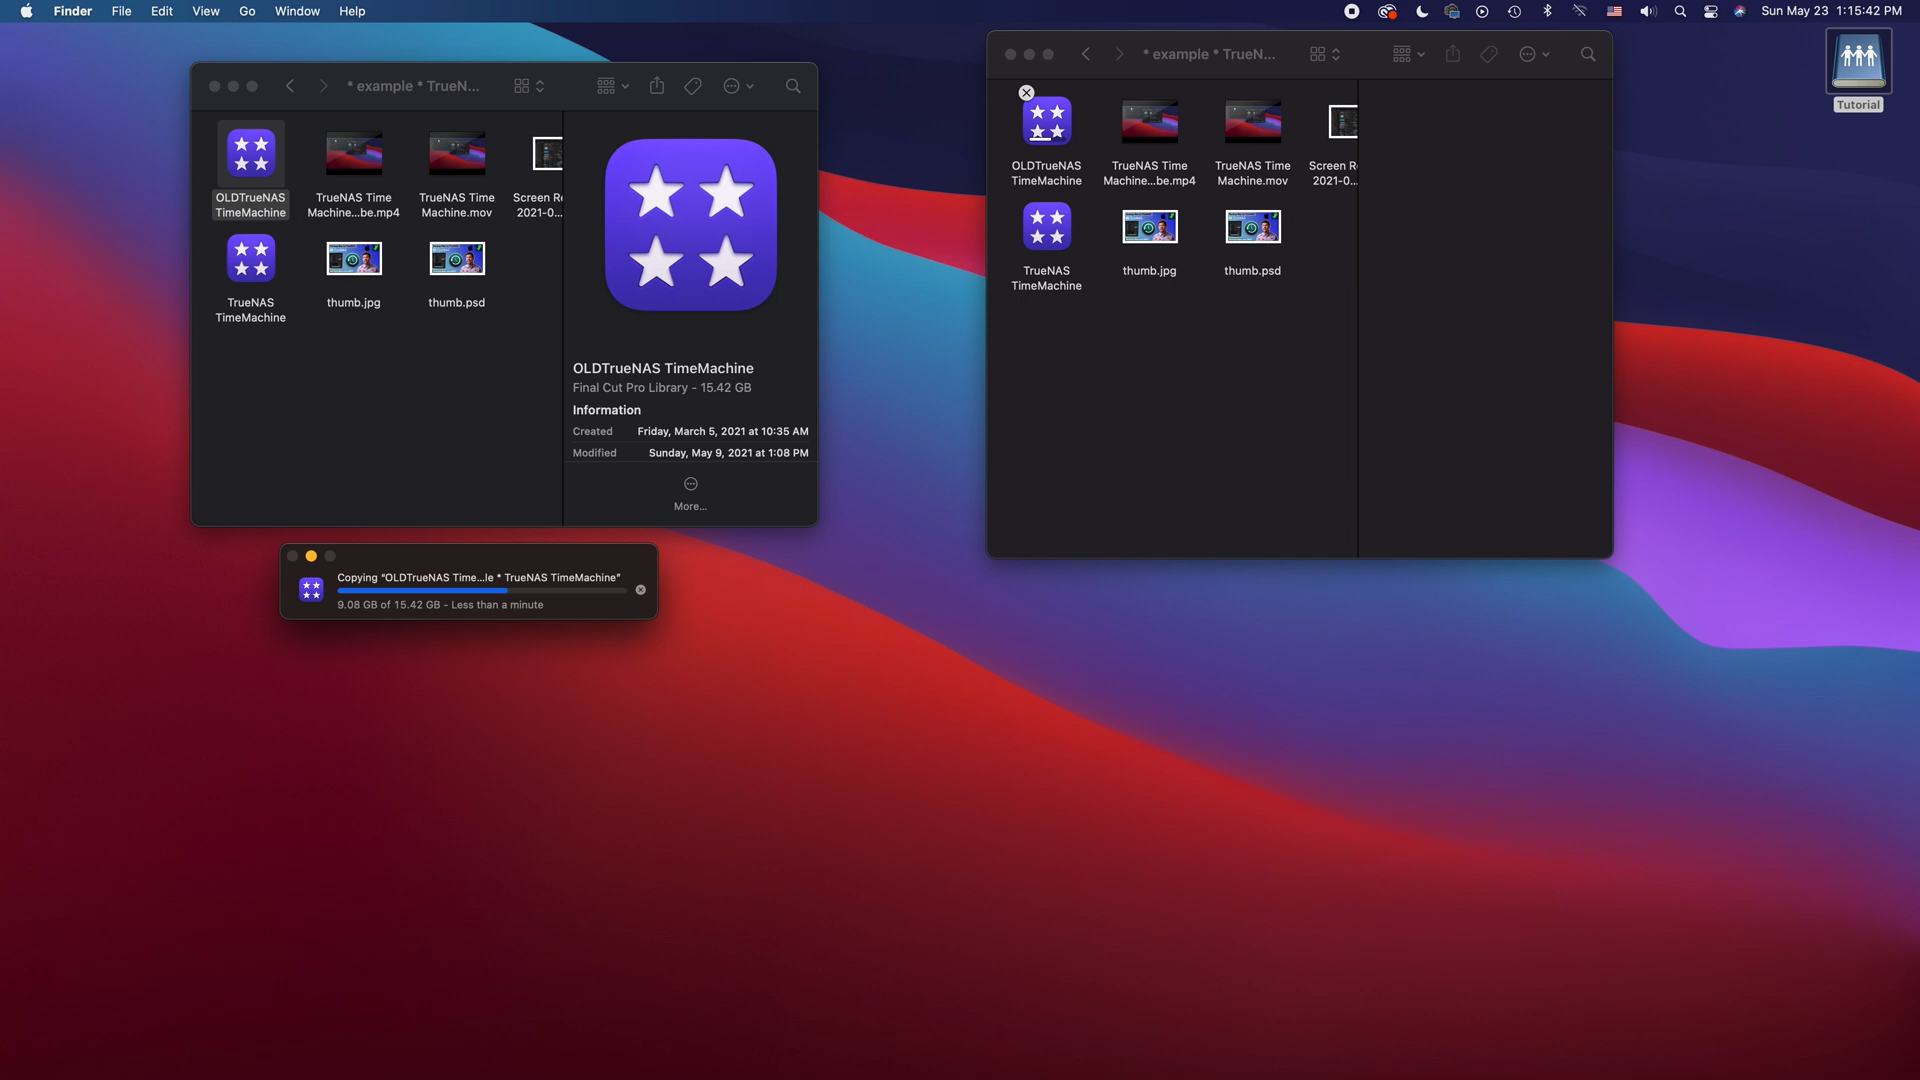 Finder File Edit View Go Window Help
Sun May 23 1:15:42 PM
* example * TrueN...
OLDTrueNAS
TimeMachine
TrueNAS Time
Machine...be.mp4
TrueNAS Time
Machine.mov
Screen Re
2021-0...
TrueNAS
TimeMachine
thumb.jpg
thumb.psd
OLDTrueNAS TimeMachine
Final Cut Pro Library - 15.42 GB
Information
Created Friday, March 5, 2021 at 10:35 AM
Modified Sunday, May 9, 2021 at 1:08 PM
More...
Copying “OLDTrueNAS Time...le * TrueNAS TimeMachine”
9.08 GB of 15.42 GB - Less than a minute
* example * TrueN...
OLDTrueNAS
TimeMachine
TrueNAS Time
Machine...be.mp4
TrueNAS Time
Machine.mov
Screen Re
2021-0...
TrueNAS
TimeMachine
thumb.jpg
thumb.psd
Tutorial